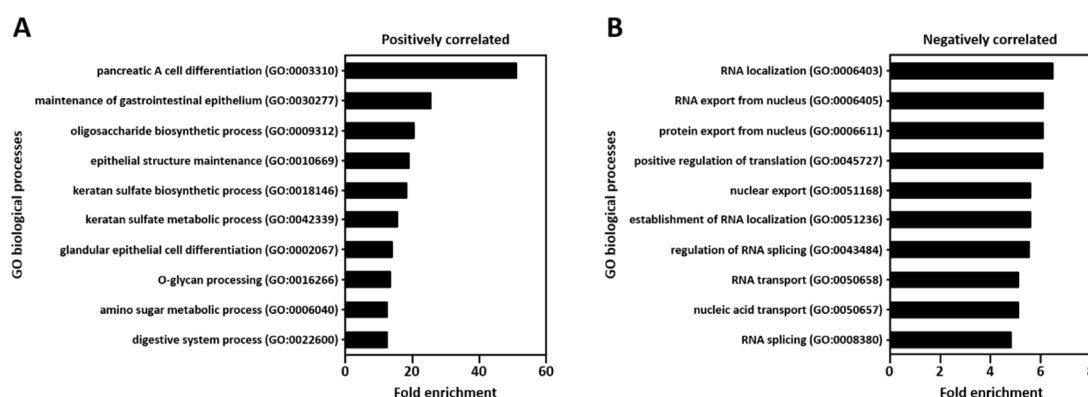 A
Positively correlated
GO biological processes
pancreatic A cell differentiation (GO:0003310)
maintenance of gastrointestinal epithelium (GO:0030277)
oligosaccharide biosynthetic process (GO:0009312)
epithelial structure maintenance (GO:0010669)
keratan sulfate biosynthetic process (GO:0018146)
keratan sulfate metabolic process (GO:0042339)
glandular epithelial cell differentiation (GO:0002067)
O-glycan processing (GO:0016266)
amino sugar metabolic process (GO:0006040)
digestive system process (GO:0022600)
0 20 40 60
Fold enrichment
B
Negatively correlated
GO biological processes
RNA localization (GO:0006403)
RNA export from nucleus (GO:0006405)
protein export from nucleus (GO:0006611)
positive regulation of translation (GO:0045727)
nuclear export (GO:0051168)
establishment of RNA localization (GO:0051236)
regulation of RNA splicing (GO:0043484)
RNA transport (GO:0050658)
nucleic acid transport (GO:0050657)
RNA splicing (GO:0008380)
0 2 4 6 8
Fold enrichment